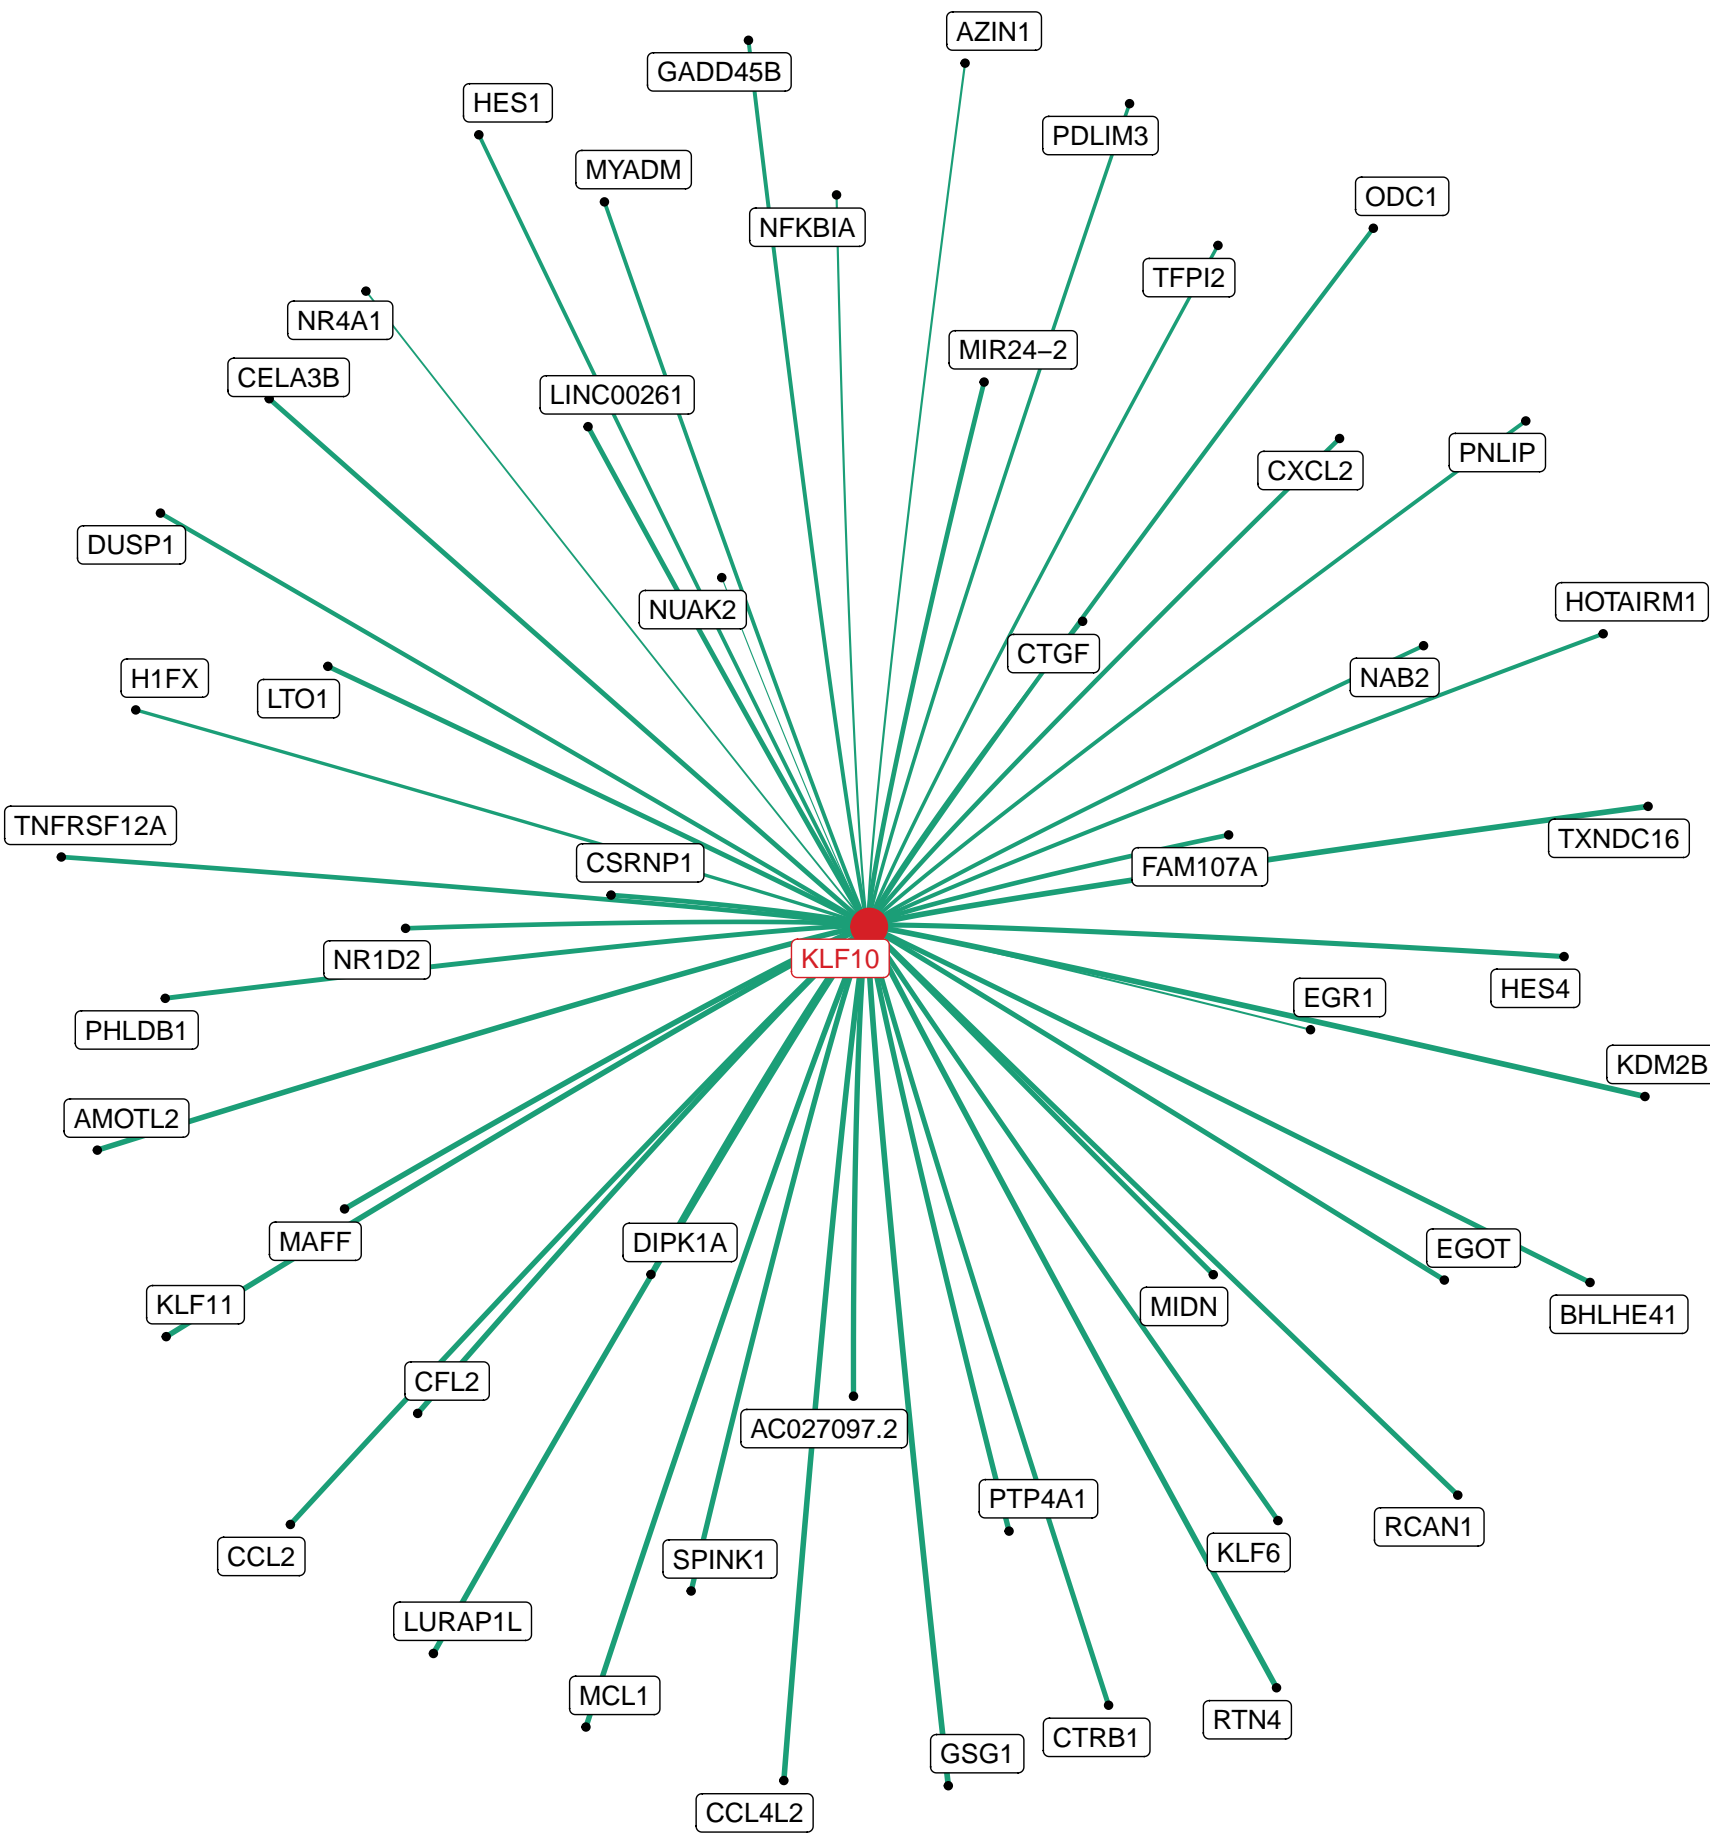 AZIN1
GADD45B
HES1
PDLIM3
MYADM
ODC1
NFKBIA
TFPI2
NR4A1
MIR24−2
CELA3B
LINC00261
PNLIP
CXCL2
DUSP1
HOTAIRM1
NUAK2
CTGF
H1FX
NAB2
LTO1
TNFRSF12A
TXNDC16
CSRNP1
FAM107A
KLF10
NR1D2
HES4
EGR1
PHLDB1
KDM2B
AMOTL2
MAFF
DIPK1A
EGOT
KLF11
MIDN
BHLHE41
CFL2
AC027097.2
PTP4A1
RCAN1
KLF6
CCL2
SPINK1
LURAP1L
MCL1
RTN4
CTRB1
GSG1
CCL4L2